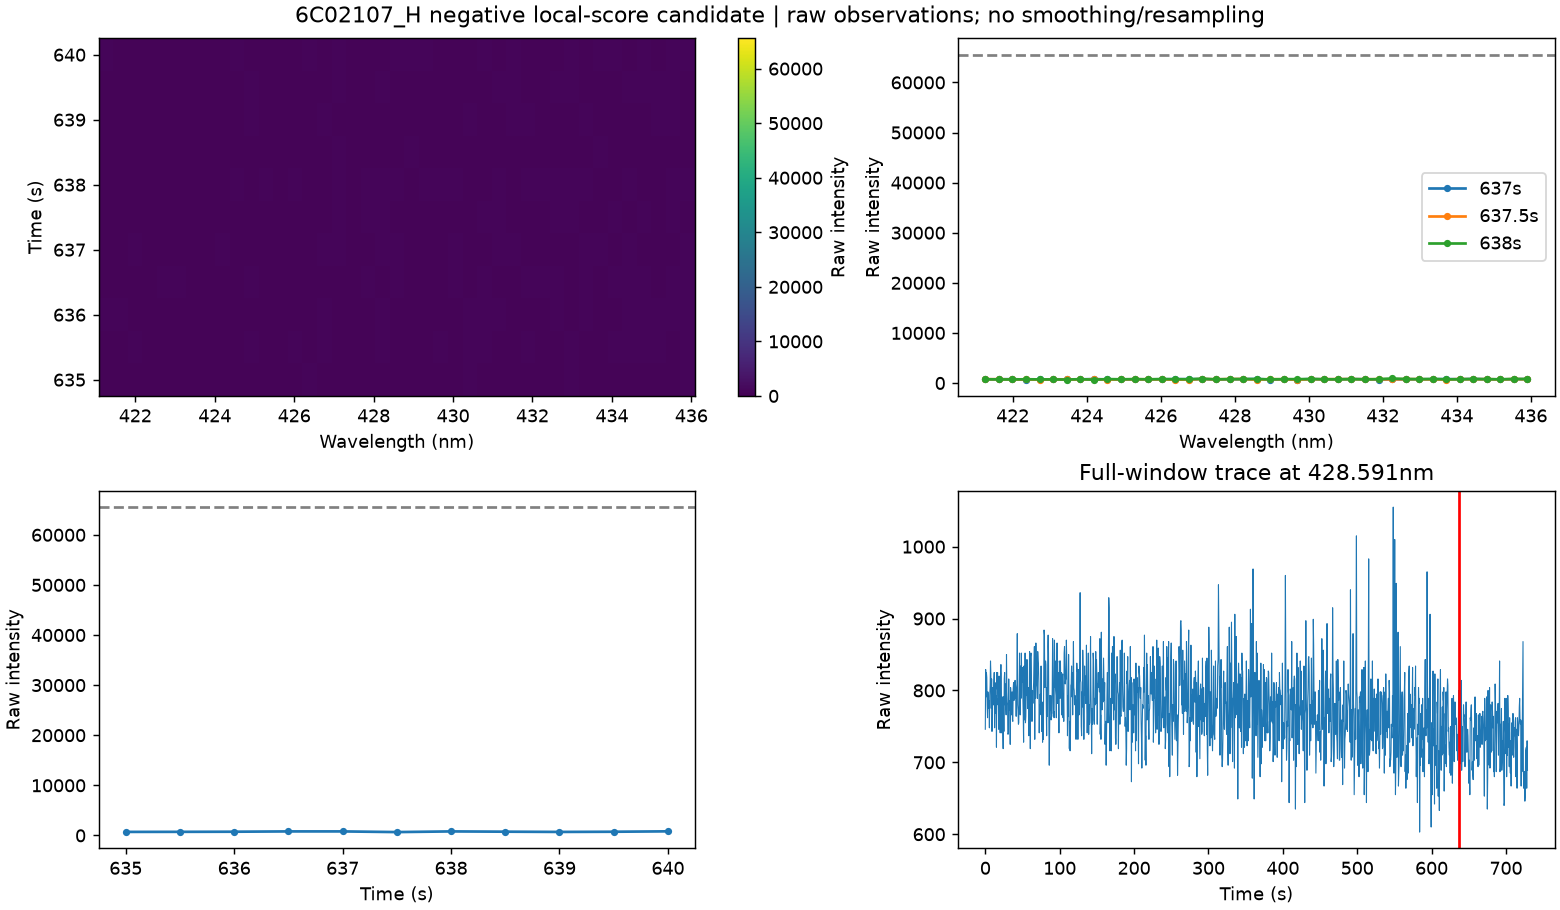 6C02107_H negative local-score candidate | raw observations; no smoothing/resampling
640
639
638
637
636
635
Time (s)
422 424 426 428 430 432 434 436
Wavelength (nm)
60000
50000
40000
30000
20000
10000
0
Raw intensity
60000
50000
40000
30000
20000
10000
0
Raw intensity
637s
637.5s
638s
422 424 426 428 430 432 434 436
Wavelength (nm)
60000
50000
40000
30000
20000
10000
0
Raw intensity
635 636 637 638 639 640
Time (s)
Full-window trace at 428.591nm
1000
900
800
700
600
Raw intensity
0 100 200 300 400 500 600 700
Time (s)